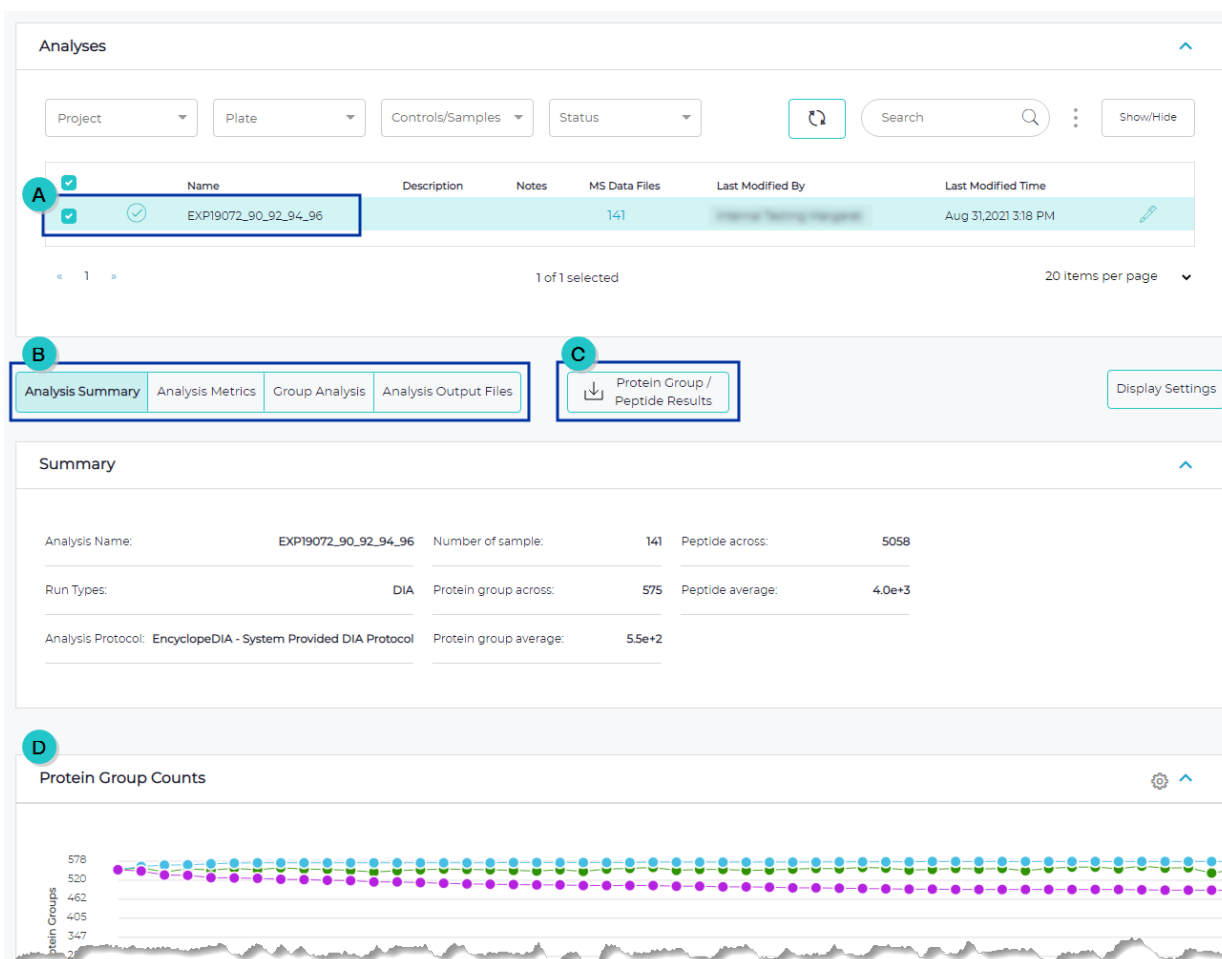 Analyses
Project Plate Controls/Samples Status Search Show/Hide
A
Name Description Notes MS Data Files Last Modified By Last Modified Time
EXP19072_90_92_94_96 141 Aug 31,2021 3:18 PM
« 1 » 1 of 1 selected 20 items per page
B
C
Analysis Summary Analysis Metrics Group Analysis Analysis Output Files
Protein Group /
Peptide Results
Display Settings
Summary
Analysis Name: EXP19072_90_92_94_96 Number of sample: 141 Peptide across: 5058
Run Types: DIA Protein group across: 575 Peptide average: 4.0e+3
Analysis Protocol: EncyclopeDIA - System Provided DIA Protocol Protein group average: 5.5e+2
D
Protein Group Counts
578
520
462
405
347
Groups